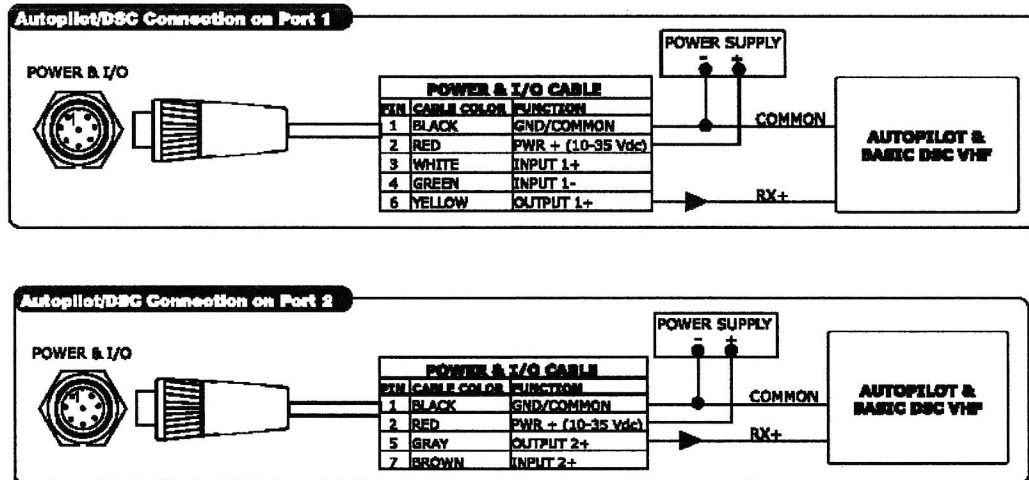 Autopilot/DSC Connection on Port 1
POWER & I/O
POWER SUPPLY
- +
POWER & I/O CABLE
PIN CABLE COLOR FUNCTION
1 BLACK GND/COMMON
2 RED PWR + (10-35 Vdc)
3 WHITE INPUT 1+
4 GREEN INPUT 1-
6 YELLOW OUTPUT 1+
COMMON
RX+
AUTOPILOT &
BASIC DSC VHF
Autopilot/DSC Connection on Port 2
POWER & I/O
POWER SUPPLY
- +
POWER & I/O CABLE
PIN CABLE COLOR FUNCTION
1 BLACK GND/COMMON
2 RED PWR + (10-35 Vdc)
5 GRAY OUTPUT 2+
7 BROWN INPUT 2+
COMMON
RX+
AUTOPILOT &
BASIC DSC VHF